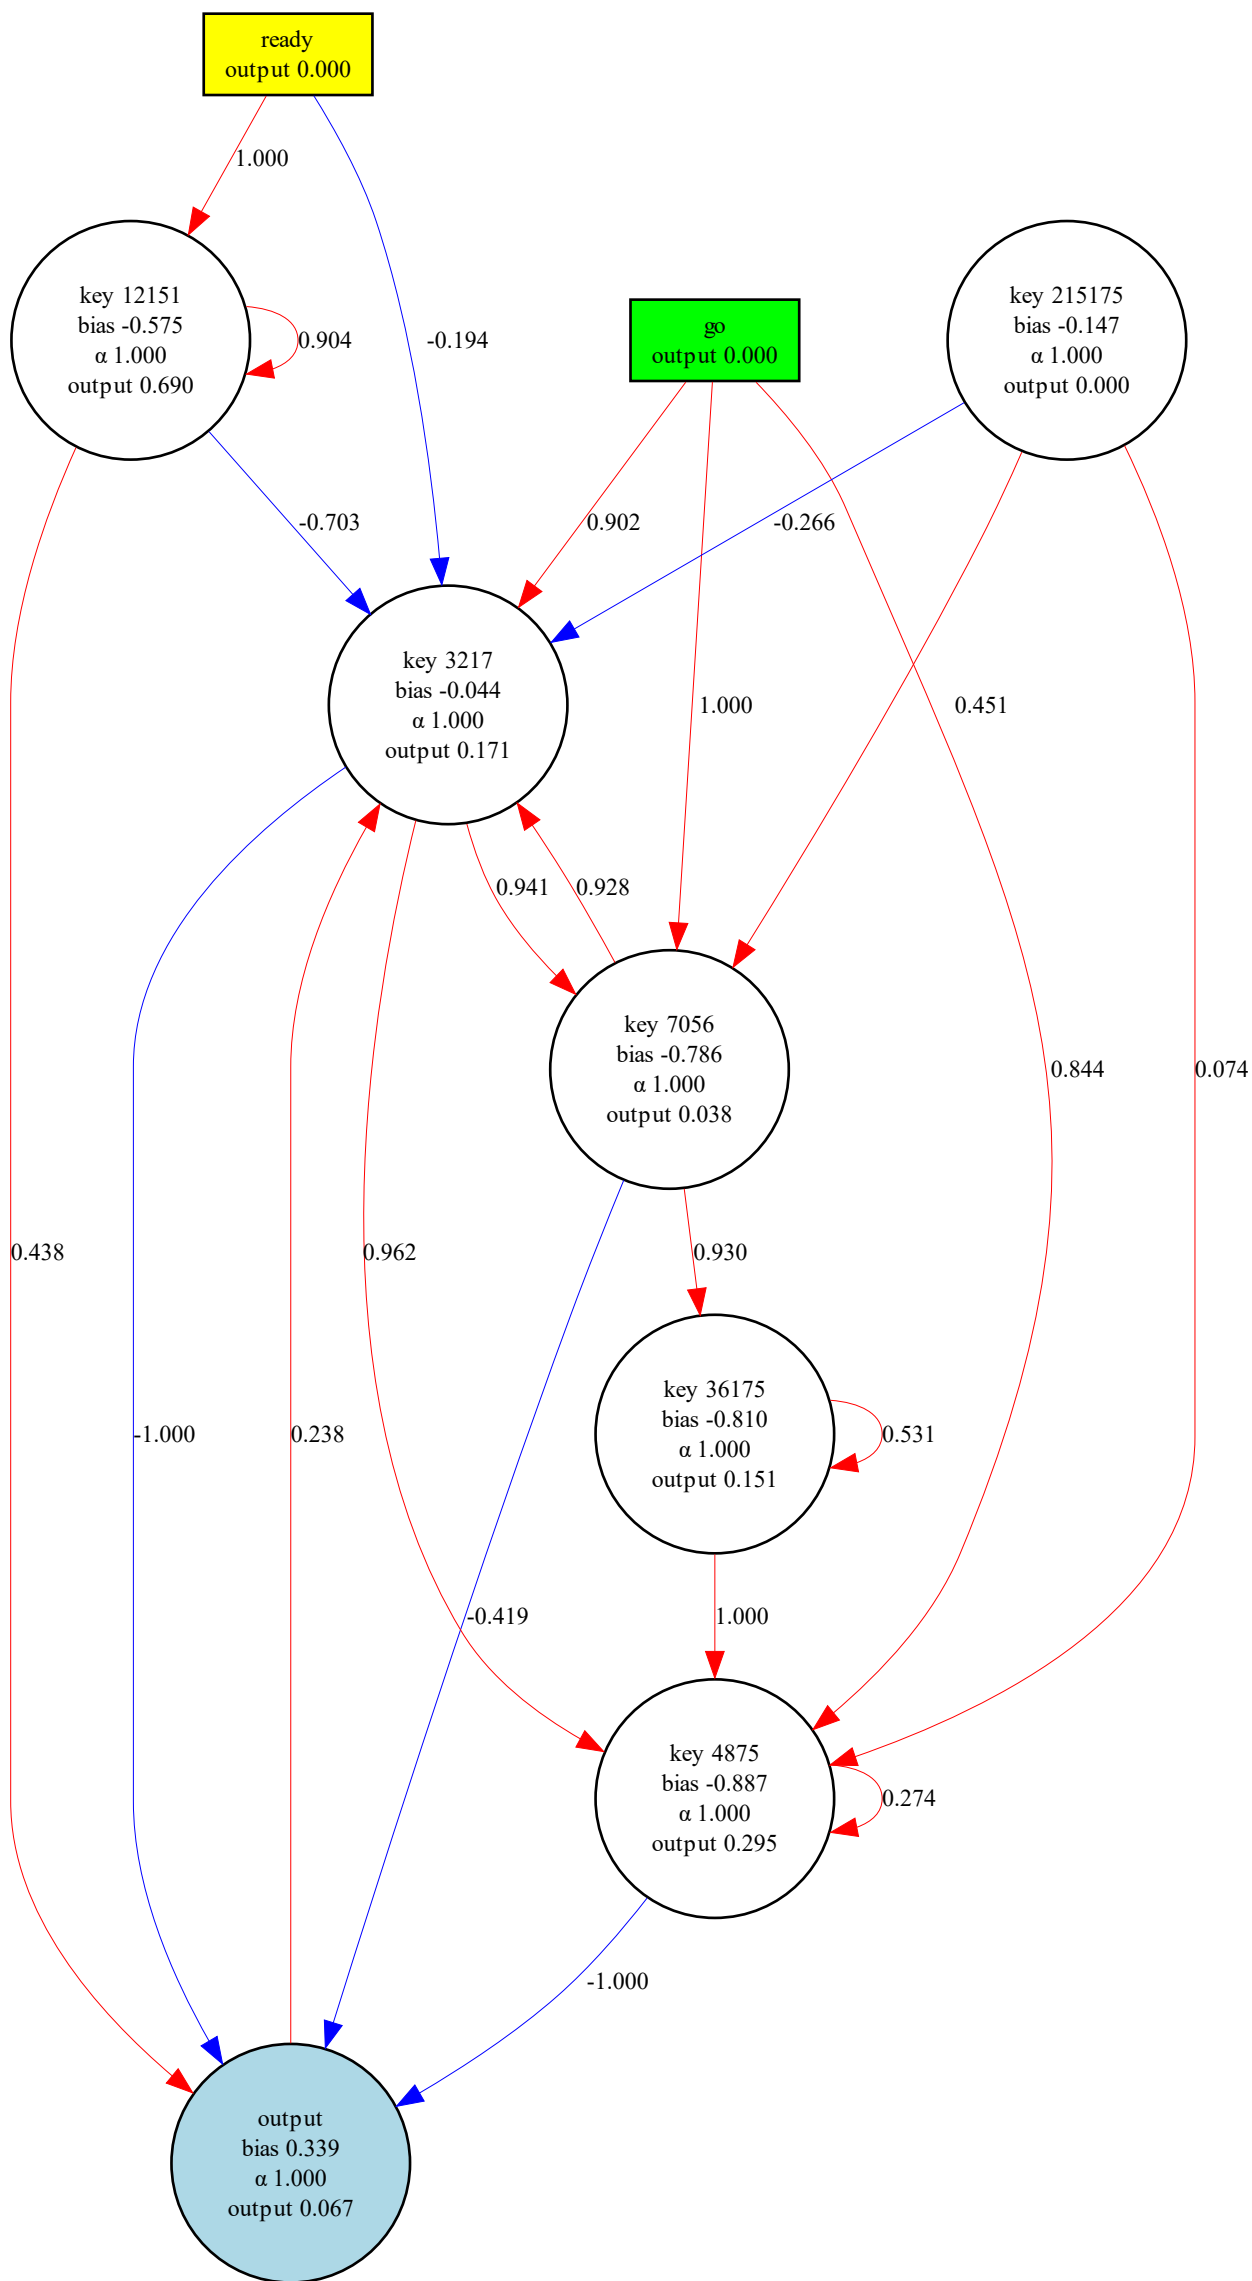 ready
output 0.000
1.000
key 12151
bias -0.575
α 1.000
output 0.690
0.904
-0.194
go
output 0.000
key 215175
bias -0.147
α 1.000
output 0.000
-0.703
0.902
-0.266
key 3217
bias -0.044
α 1.000
output 0.171
1.000
0.451
0.941
0.928
key 7056
bias -0.786
α 1.000
output 0.038
0.844
0.074
0.438
0.962
0.930
key 36175
bias -0.810
α 1.000
output 0.151
0.531
-1.000
0.238
-0.419
1.000
key 4875
bias -0.887
α 1.000
output 0.295
0.274
-1.000
output
bias 0.339
α 1.000
output 0.067